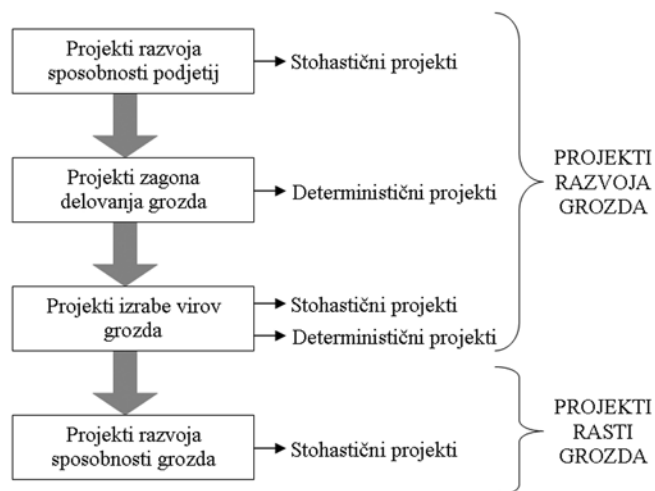 Projekti razvoja
sposobnosti podjetij
Stohastični projekti
Projekti zagona
delovanja grozda
Deterministični projekti
PROJEKTI
RAZVOJA
GROZDA
Projekti izrabe virov
grozda
Stohastični projekti
Deterministični projekti
Projekti razvoja
sposobnosti grozda
Stohastični projekti
PROJEKTI
RASTI
GROZDA